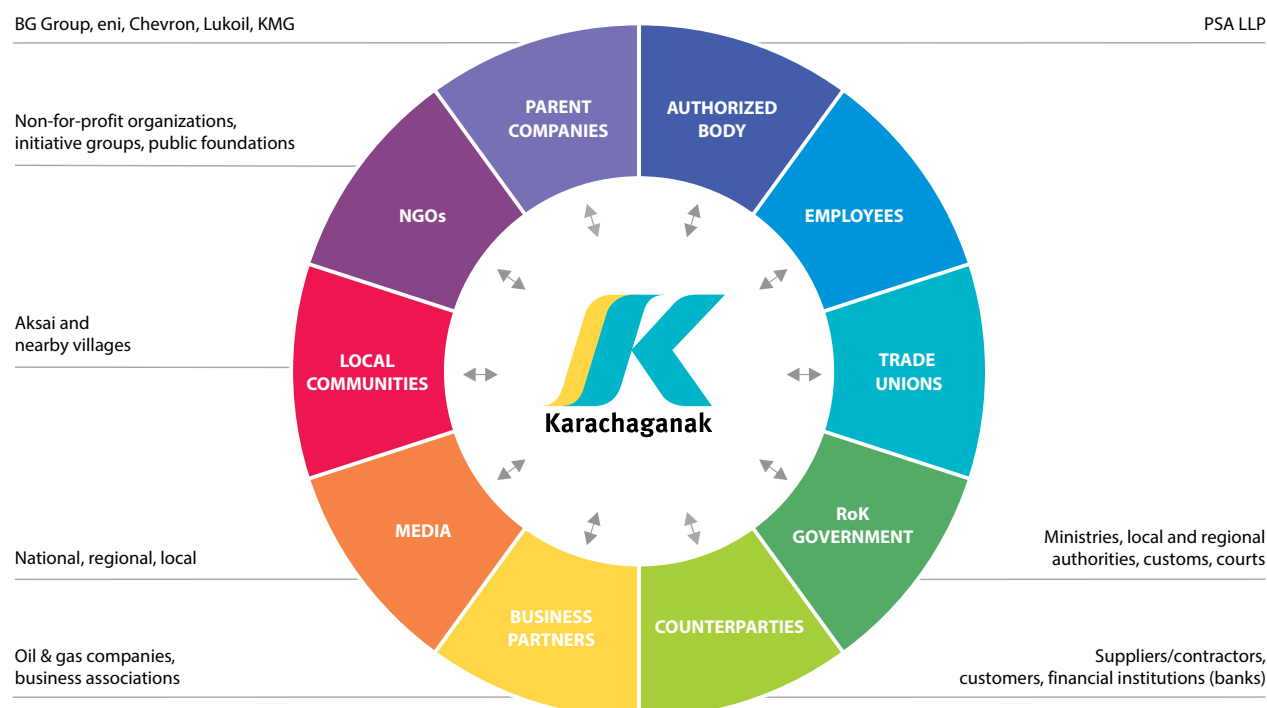 BG Group, eni, Chevron, Lukoil, KMG
PSA LLP
PARENT
COMPANIES
AUTHORIZED
BODY
Non-for-profit organizations,
initiative groups, public foundations
NGOs
EMPLOYEES
Aksai and
nearby villages
LOCAL
COMMUNITIES
TRADE
UNIONS
Karachaganak
MEDIA
RoK
GOVERNMENT
National, regional, local
Ministries, local and regional
authorities, customs, courts
BUSINESS
PARTNERS
COUNTERPARTIES
Oil & gas companies,
business associations
Suppliers/contractors,
customers, financial institutions (banks)